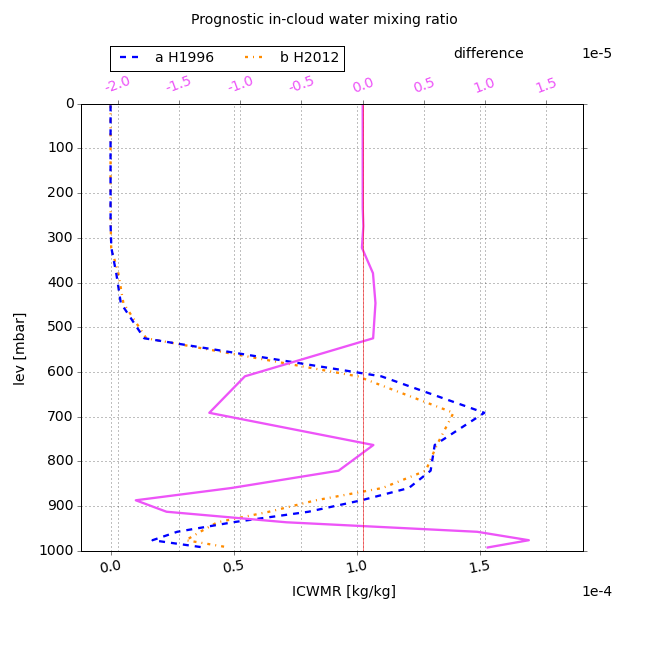 Prognostic in-cloud water mixing ratio
a H1996 b H2012 difference 1e-5
-2.0 -1.5 -1.0 -0.5 0.0 0.5 1.0 1.5
0
100
200
300
400
500
600
700
800
900
1000
lev [mbar]
0.0 0.5 1.0 1.5
ICWMR [kg/kg] 1e-4